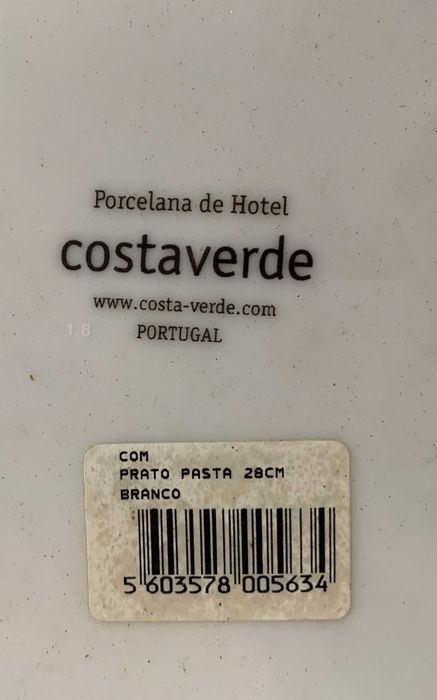 Porcelana de Hotel
costaverde
www.costa-verde.com
1.8
PORTUGAL
COM
PRATO PASTA 28CM
BRANCO
5 603578 005634